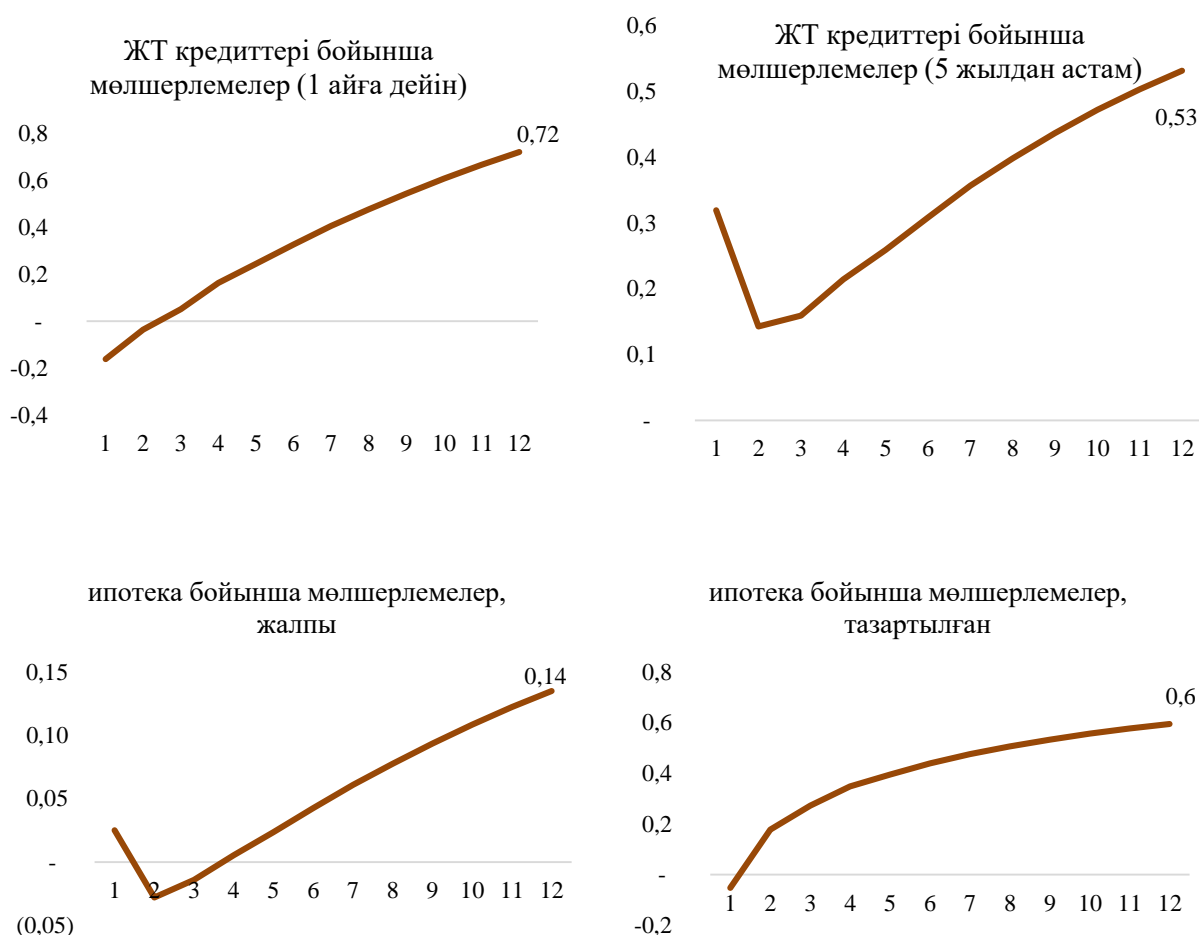 ЖТ кредиттері бойынша
мөлшерлемелер (1 айға дейін)
0,8
0,6
0,4
0,2
-
-0,2
-0,4
0,72
1 2 3 4 5 6 7 8 9 10 11 12
ЖТ кредиттері бойынша
мөлшерлемелер (5 жылдан астам)
0,6
0,5
0,4
0,3
0,2
0,1
-
0,53
1 2 3 4 5 6 7 8 9 10 11 12
ипотека бойынша мөлшерлемелер,
жалпы
0,15
0,10
0,05
-
(0,05)
0,14
1 2 3 4 5 6 7 8 9 10 11 12
ипотека бойынша мөлшерлемелер,
тазартылған
0,8
0,6
0,4
0,2
-
-0,2
0,6
1 2 3 4 5 6 7 8 9 10 11 12